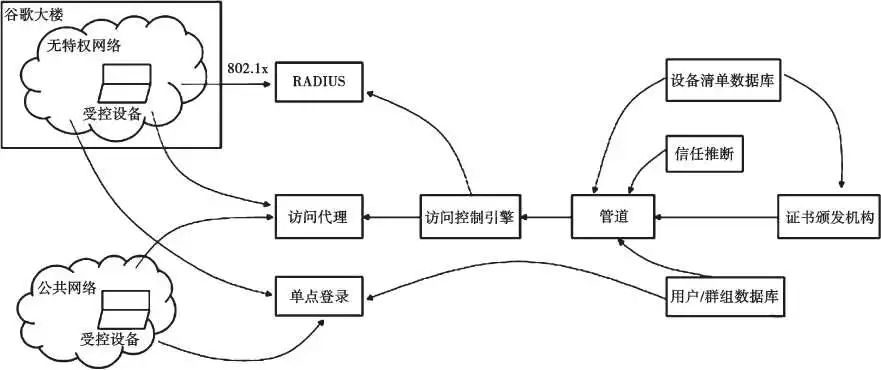 谷歌大楼
无特权网络
受控设备
802.1x
RADIUS
设备清单数据库
信任推断
访问代理
访问控制引擎
管道
证书颁发机构
公共网络
受控设备
单点登录
用户/群组数据库